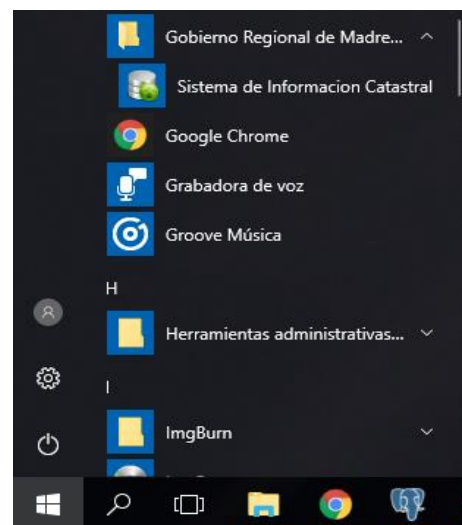 Gobierno Regional de Madre...
Sistema de Informacion Catastral
Google Chrome
Grabadora de voz
Groove Música
H
Herramientas administrativas...
I
ImgBurn